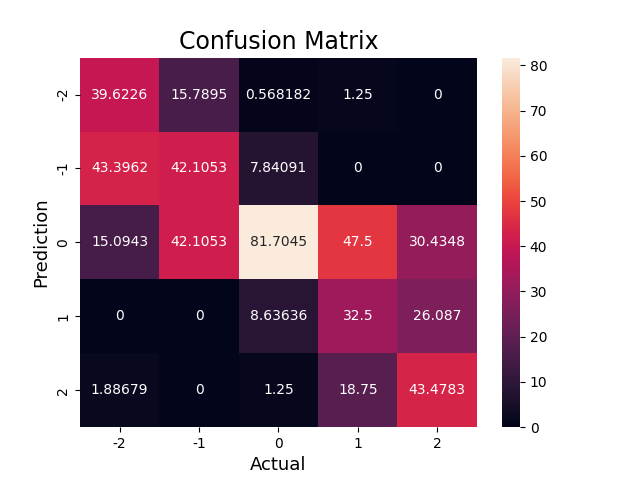 Confusion Matrix
-2 39.6226 15.7895 0.568182 1.25 0
-1 43.3962 42.1053 7.84091 0 0
0 15.0943 42.1053 81.7045 47.5 30.4348
1 0 0 8.63636 32.5 26.087
2 1.88679 0 1.25 18.75 43.4783
-2 -1 0 1 2
Actual
Prediction
80
70
60
50
40
30
20
10
0